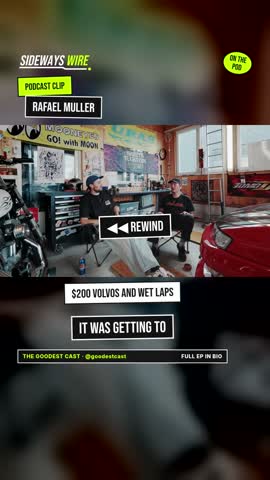 SIDEWAYS WIRE.
ON THE
POD
PODCAST CLIP
RAFAEL MULLER
MOONEYES
GO! with MOON
REWIND
$200 VOLVOS AND WET LAPS
IT WAS GETTING TO
THE GOODEST CAST · @goodestcast
FULL EP IN BIO